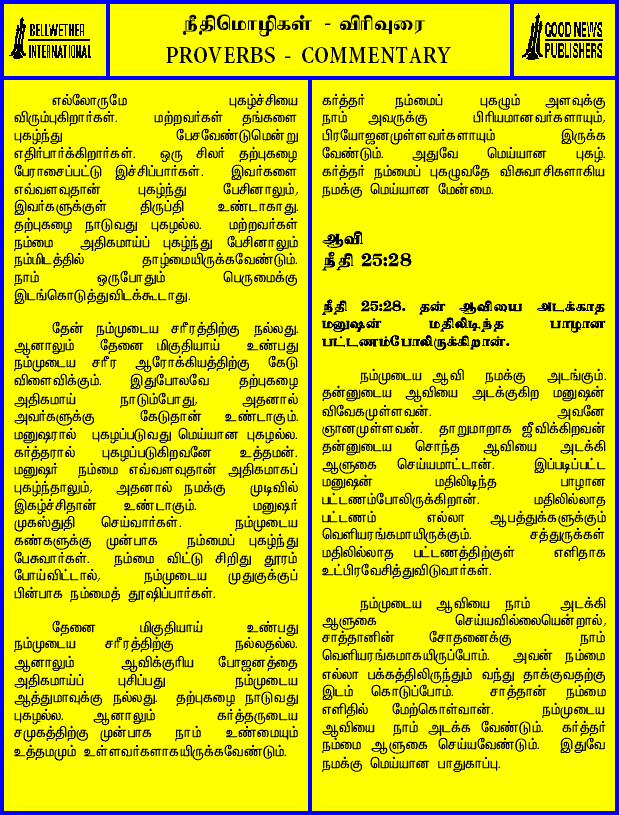 BELLWETHER
INTERNATIONAL
நீதிமொழிகள் - விரிவுரை
PROVERBS - COMMENTARY
GOOD NEWS
PUBLISHERS
எல்லோருமே புகழ்ச்சியை
விரும்புகிறார்கள். மற்றவர்கள் தங்களை
புகழ்ந்து பேசவேண்டுமென்று
எதிர்பார்க்கிறார்கள். ஒரு சிலர் தற்புகழை
பேராசைப்பட்டு இச்சிப்பார்கள். இவர்களை
எவ்வளவுதான் புகழ்ந்து பேசினாலும்,
இவர்களுக்குள் திருப்தி உண்டாகாது.
தற்புகழை நாடுவது புகழல்ல. மற்றவர்கள்
நம்மை அதிகமாய்ப் புகழ்ந்து பேசினாலும்
நம்மிடத்தில் தாழ்மையிருக்கவேண்டும்.
நாம் ஒருபோதும் பெருமைக்கு
இடங்கொடுத்துவிடக்கூடாது.
தேன் நம்முடைய சரீரத்திற்கு நல்லது.
ஆனாலும் தேனை மிகுதியாய் உண்பது
நம்முடைய சரீர ஆரோக்கியத்திற்கு கேடு
விளைவிக்கும். இதுபோலவே தற்புகழை
அதிகமாய் நாடும்போது, அதனால்
அவர்களுக்கு கேடுதான் உண்டாகும்.
மனுஷரால் புகழப்படுவது மெய்யான புகழல்ல.
கர்த்தரால் புகழப்படுகிறவனே உத்தமன்.
மனுஷர் நம்மை எவ்வளவுதான் அதிகமாகப்
புகழ்ந்தாலும், அதனால் நமக்கு முடிவில்
இகழ்ச்சிதான் உண்டாகும். மனுஷர்
முகஸ்துதி செய்வார்கள். நம்முடைய
கண்களுக்கு முன்பாக நம்மைப் புகழ்ந்து
பேசுவார்கள். நம்மை விட்டு சிறிது தூரம்
போய்விட்டால், நம்முடைய முதுகுக்குப்
பின்பாக நம்மைத் தூஷிப்பார்கள்.
தேனை மிகுதியாய் உண்பது
நம்முடைய சரீரத்திற்கு நல்லதல்ல.
ஆனாலும் ஆவிக்குரிய போஜனத்தை
அதிகமாய்ப் புசிப்பது நம்முடைய
ஆத்துமாவுக்கு நல்லது. தற்புகழை நாடுவது
புகழல்ல. ஆனாலும் கர்த்தருடைய
சமுகத்திற்கு முன்பாக நாம் உண்மையும்
உத்தமமும் உள்ளவர்களாகயிருக்கவேண்டும்.
கர்த்தர் நம்மைப் புகழும் அளவுக்கு
நாம் அவருக்கு பிரியமானவர்களாயும்,
பிரயோஜனமுள்ளவர்களாயும் இருக்க
வேண்டும். அதுவே மெய்யான புகழ்.
கர்த்தர் நம்மைப் புகழுவதே விசுவாசிகளாகிய
நமக்கு மெய்யான மேன்மை.
ஆவி
நீதி 25:28
நீதி 25:28. தன் ஆவியை அடக்காத
மனுஷன் மதிலிடிந்த பாழான
பட்டணம்போலிருக்கிறான்.
நம்முடைய ஆவி நமக்கு அடங்கும்.
தன்னுடைய ஆவியை அடக்குகிற மனுஷன்
விவேகமுள்ளவன். அவனே
ஞானமுள்ளவன். தாறுமாறாக ஜீவிக்கிறவன்
தன்னுடைய சொந்த ஆவியை அடக்கி
ஆளுகை செய்யமாட்டான். இப்படிப்பட்ட
மனுஷன் மதிலிடிந்த பாழான
பட்டணம்போலிருக்கிறான். மதிலில்லாத
பட்டணம் எல்லா ஆபத்துக்களுக்கும்
வெளியரங்கமாயிருக்கும். சத்துருக்கள்
மதிலில்லாத பட்டணத்திற்குள் எளிதாக
உட்பிரவேசித்துவிடுவார்கள்.
நம்முடைய ஆவியை நாம் அடக்கி
ஆளுகை செய்யவில்லையென்றால்,
சாத்தானின் சோதனைக்கு நாம்
வெளியரங்கமாகயிருப்போம். அவன் நம்மை
எல்லா பக்கத்திலிருந்தும் வந்து தாக்குவதற்கு
இடம் கொடுப்போம். சாத்தான் நம்மை
எளிதில் மேற்கொள்வான். நம்முடைய
ஆவியை நாம் அடக்க வேண்டும். கர்த்தர்
நம்மை ஆளுகை செய்யவேண்டும். இதுவே
நமக்கு மெய்யான பாதுகாப்பு.